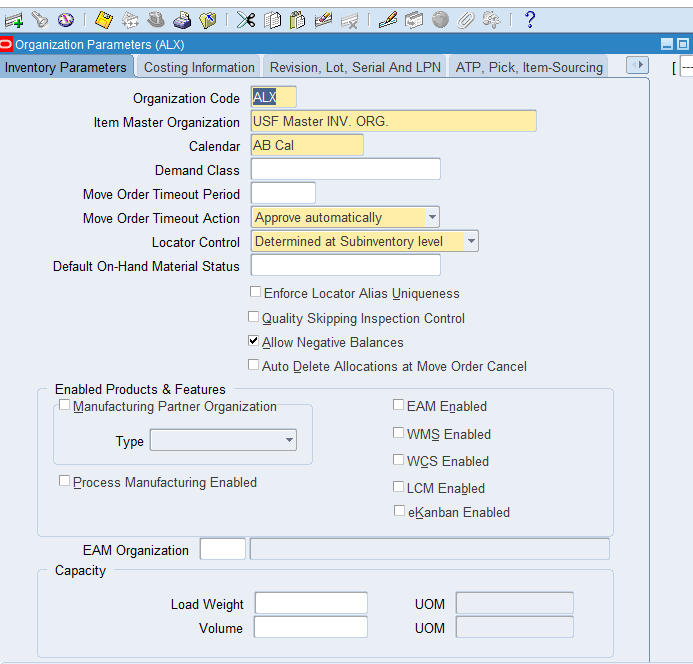 Organization Parameters (ALX)
Inventory Parameters Costing Information Revision, Lot, Serial And LPN ATP, Pick, Item-Sourcing [
Organization Code ALX
Item Master Organization USF Master INV. ORG.
Calendar AB Cal
Demand Class
Move Order Timeout Period
Move Order Timeout Action Approve automatically
Locator Control Determined at Subinventory level
Default On-Hand Material Status
Enforce Locator Alias Uniqueness
Quality Skipping Inspection Control
Allow Negative Balances
Auto Delete Allocations at Move Order Cancel
Enabled Products & Features
Manufacturing Partner Organization EAM Enabled
Type WMS Enabled
WCS Enabled
Process Manufacturing Enabled LCM Enabled
eKanban Enabled
EAM Organization
Capacity
Load Weight UOM
Volume UOM